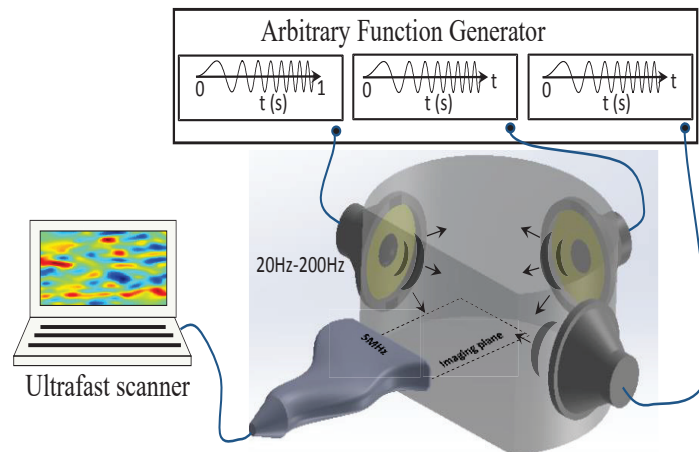 Arbitrary Function Generator
0 1
t (s)
0 t
t (s)
0 t
t (s)
20Hz-200Hz
5MHz
Imaging plane
Ultrafast scanner